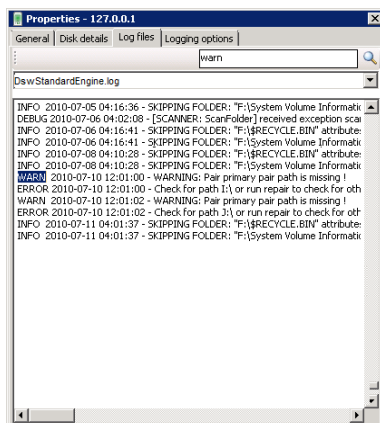 Properties - 127.0.0.1
General Disk details Log files Logging options
warn
DswStandardEngine.log
INFO 2010-07-05 04:16:36 - SKIPPING FOLDER: "F:\System Volume Informatic
DEBUG 2010-07-06 04:02:08 - [SCANNER: ScanFolder] received exception scar
INFO 2010-07-06 04:16:41 - SKIPPING FOLDER: "F:\$RECYCLE.BIN" attribute:
INFO 2010-07-06 04:16:41 - SKIPPING FOLDER: "F:\System Volume Informatic
INFO 2010-07-08 04:10:28 - SKIPPING FOLDER: "F:\$RECYCLE.BIN" attribute:
INFO 2010-07-08 04:10:28 - SKIPPING FOLDER: "F:\System Volume Informatic
WARN 2010-07-10 12:01:00 - WARNING: Pair primary pair path is missing !
ERROR 2010-07-10 12:01:00 - Check for path I:\ or run repair to check for oth
WARN 2010-07-10 12:01:02 - WARNING: Pair primary pair path is missing !
ERROR 2010-07-10 12:01:02 - Check for path J:\ or run repair to check for oth
INFO 2010-07-11 04:01:37 - SKIPPING FOLDER: "F:\$RECYCLE.BIN" attribute:
INFO 2010-07-11 04:01:37 - SKIPPING FOLDER: "F:\System Volume Informatic